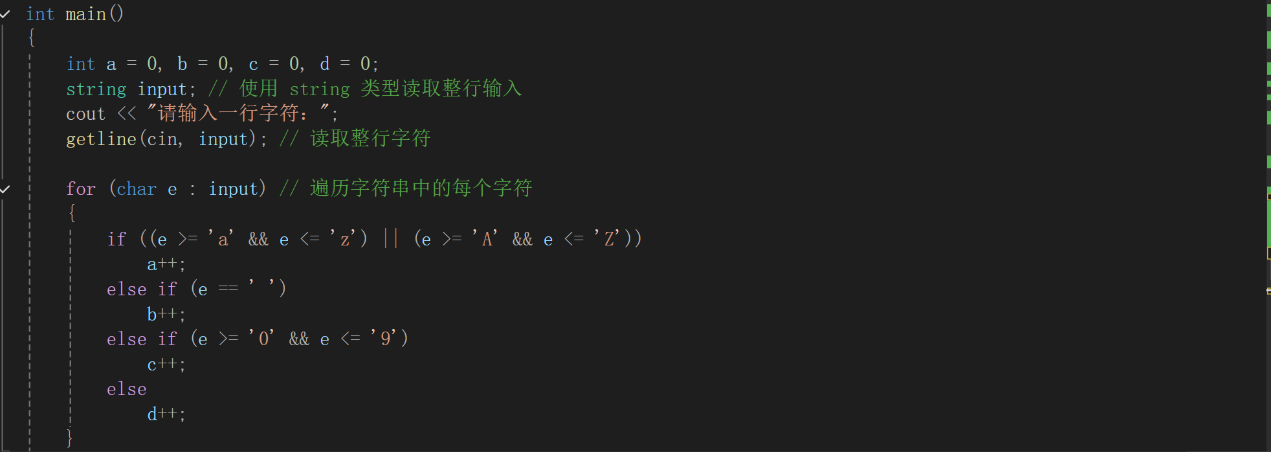 int main()
{
int a = 0, b = 0, c = 0, d = 0;
string input; // 使用 string 类型读取整行输入
cout << "请输入一行字符：";
getline(cin, input); // 读取整行字符
for (char e : input) // 遍历字符串中的每个字符
{
if ((e >= 'a' && e <= 'z') || (e >= 'A' && e <= 'Z'))
a++;
else if (e == ' ')
b++;
else if (e >= '0' && e <= '9')
c++;
else
d++;
}